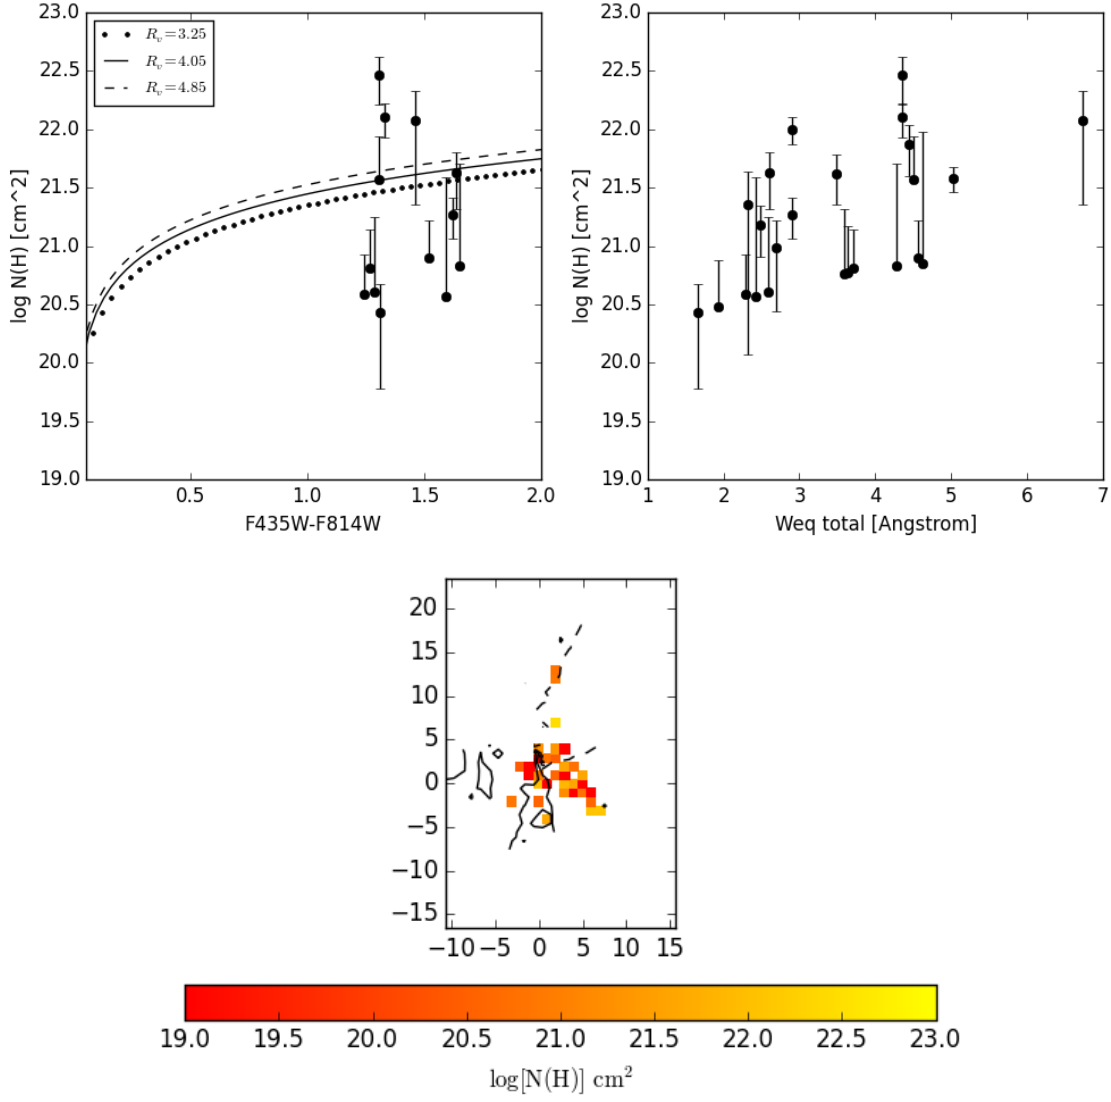 23.0
22.5
22.0
21.5
21.0
20.5
20.0
19.5
19.0
log N(H) [cm^2]
R_v=3.25
R_v=4.05
R_v=4.85
0.5 1.0 1.5 2.0
F435W-F814W
23.0
22.5
22.0
21.5
21.0
20.5
20.0
19.5
19.0
log N(H) [cm^2]
1 2 3 4 5 6 7
Weq total [Angstrom]
20
15
10
5
0
−5
−10
−15
−10 −5 0 5 10 15
19.0 19.5 20.0 20.5 21.0 21.5 22.0 22.5 23.0
log[N(H)] cm²